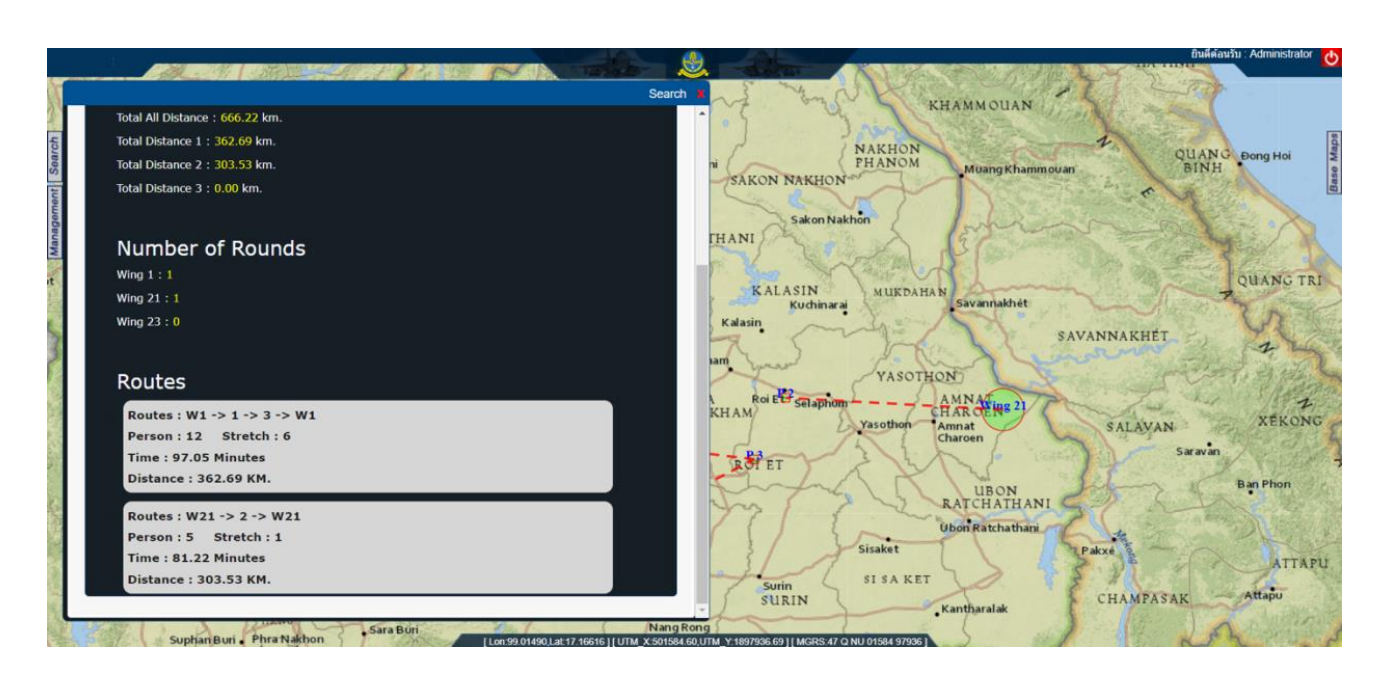 ยินดีต้อนรับ : Administrator
Search X
Search
Management
Base Maps
Total All Distance : 666.22 km.
Total Distance 1 : 362.69 km.
Total Distance 2 : 303.53 km.
Total Distance 3 : 0.00 km.
Number of Rounds
Wing 1 : 1
Wing 21 : 1
Wing 23 : 0
Routes
Routes : W1 -> 1 -> 3 -> W1
Person : 12 Stretch : 6
Time : 97.05 Minutes
Distance : 362.69 KM.
Routes : W21 -> 2 -> W21
Person : 5 Stretch : 1
Time : 81.22 Minutes
Distance : 303.53 KM.
KHAMMOUAN
NAKHON
PHANOM
Muang Khammouan
QUANG
BINH
Đong Hoi
SAKON NAKHON
Sakon Nakhon
THANI
KALASIN
Kuchinarai
MUKDAHAN
Savannakhét
QUANG TRI
Kalasin
SAVANNAKHÉT
YASOTHON
Roi Et
P 2
Selaphum
AMNAT
CHAROEN
Wing 21
KHAM
Yasothon
Amnat
Charoen
SALAVAN
XÉKONG
P 3
ROI ET
Saravan
UBON
RATCHATHANI
Ban Phon
Ubon Ratchathani
Sisaket
Pakxé
Mekong
ATTAPU
SI SA KET
Surin
SURIN
CHAMPASAK
Attapu
Kantharalak
Nang Rong
Sara Buri
Suphan Buri
Phra Nakhon
[ Lon:99.01490,Lat:17.16616 ] [ UTM_X:501584.60,UTM_Y:1897936.69 ] [ MGRS:47 Q NU 01584 97936 ]